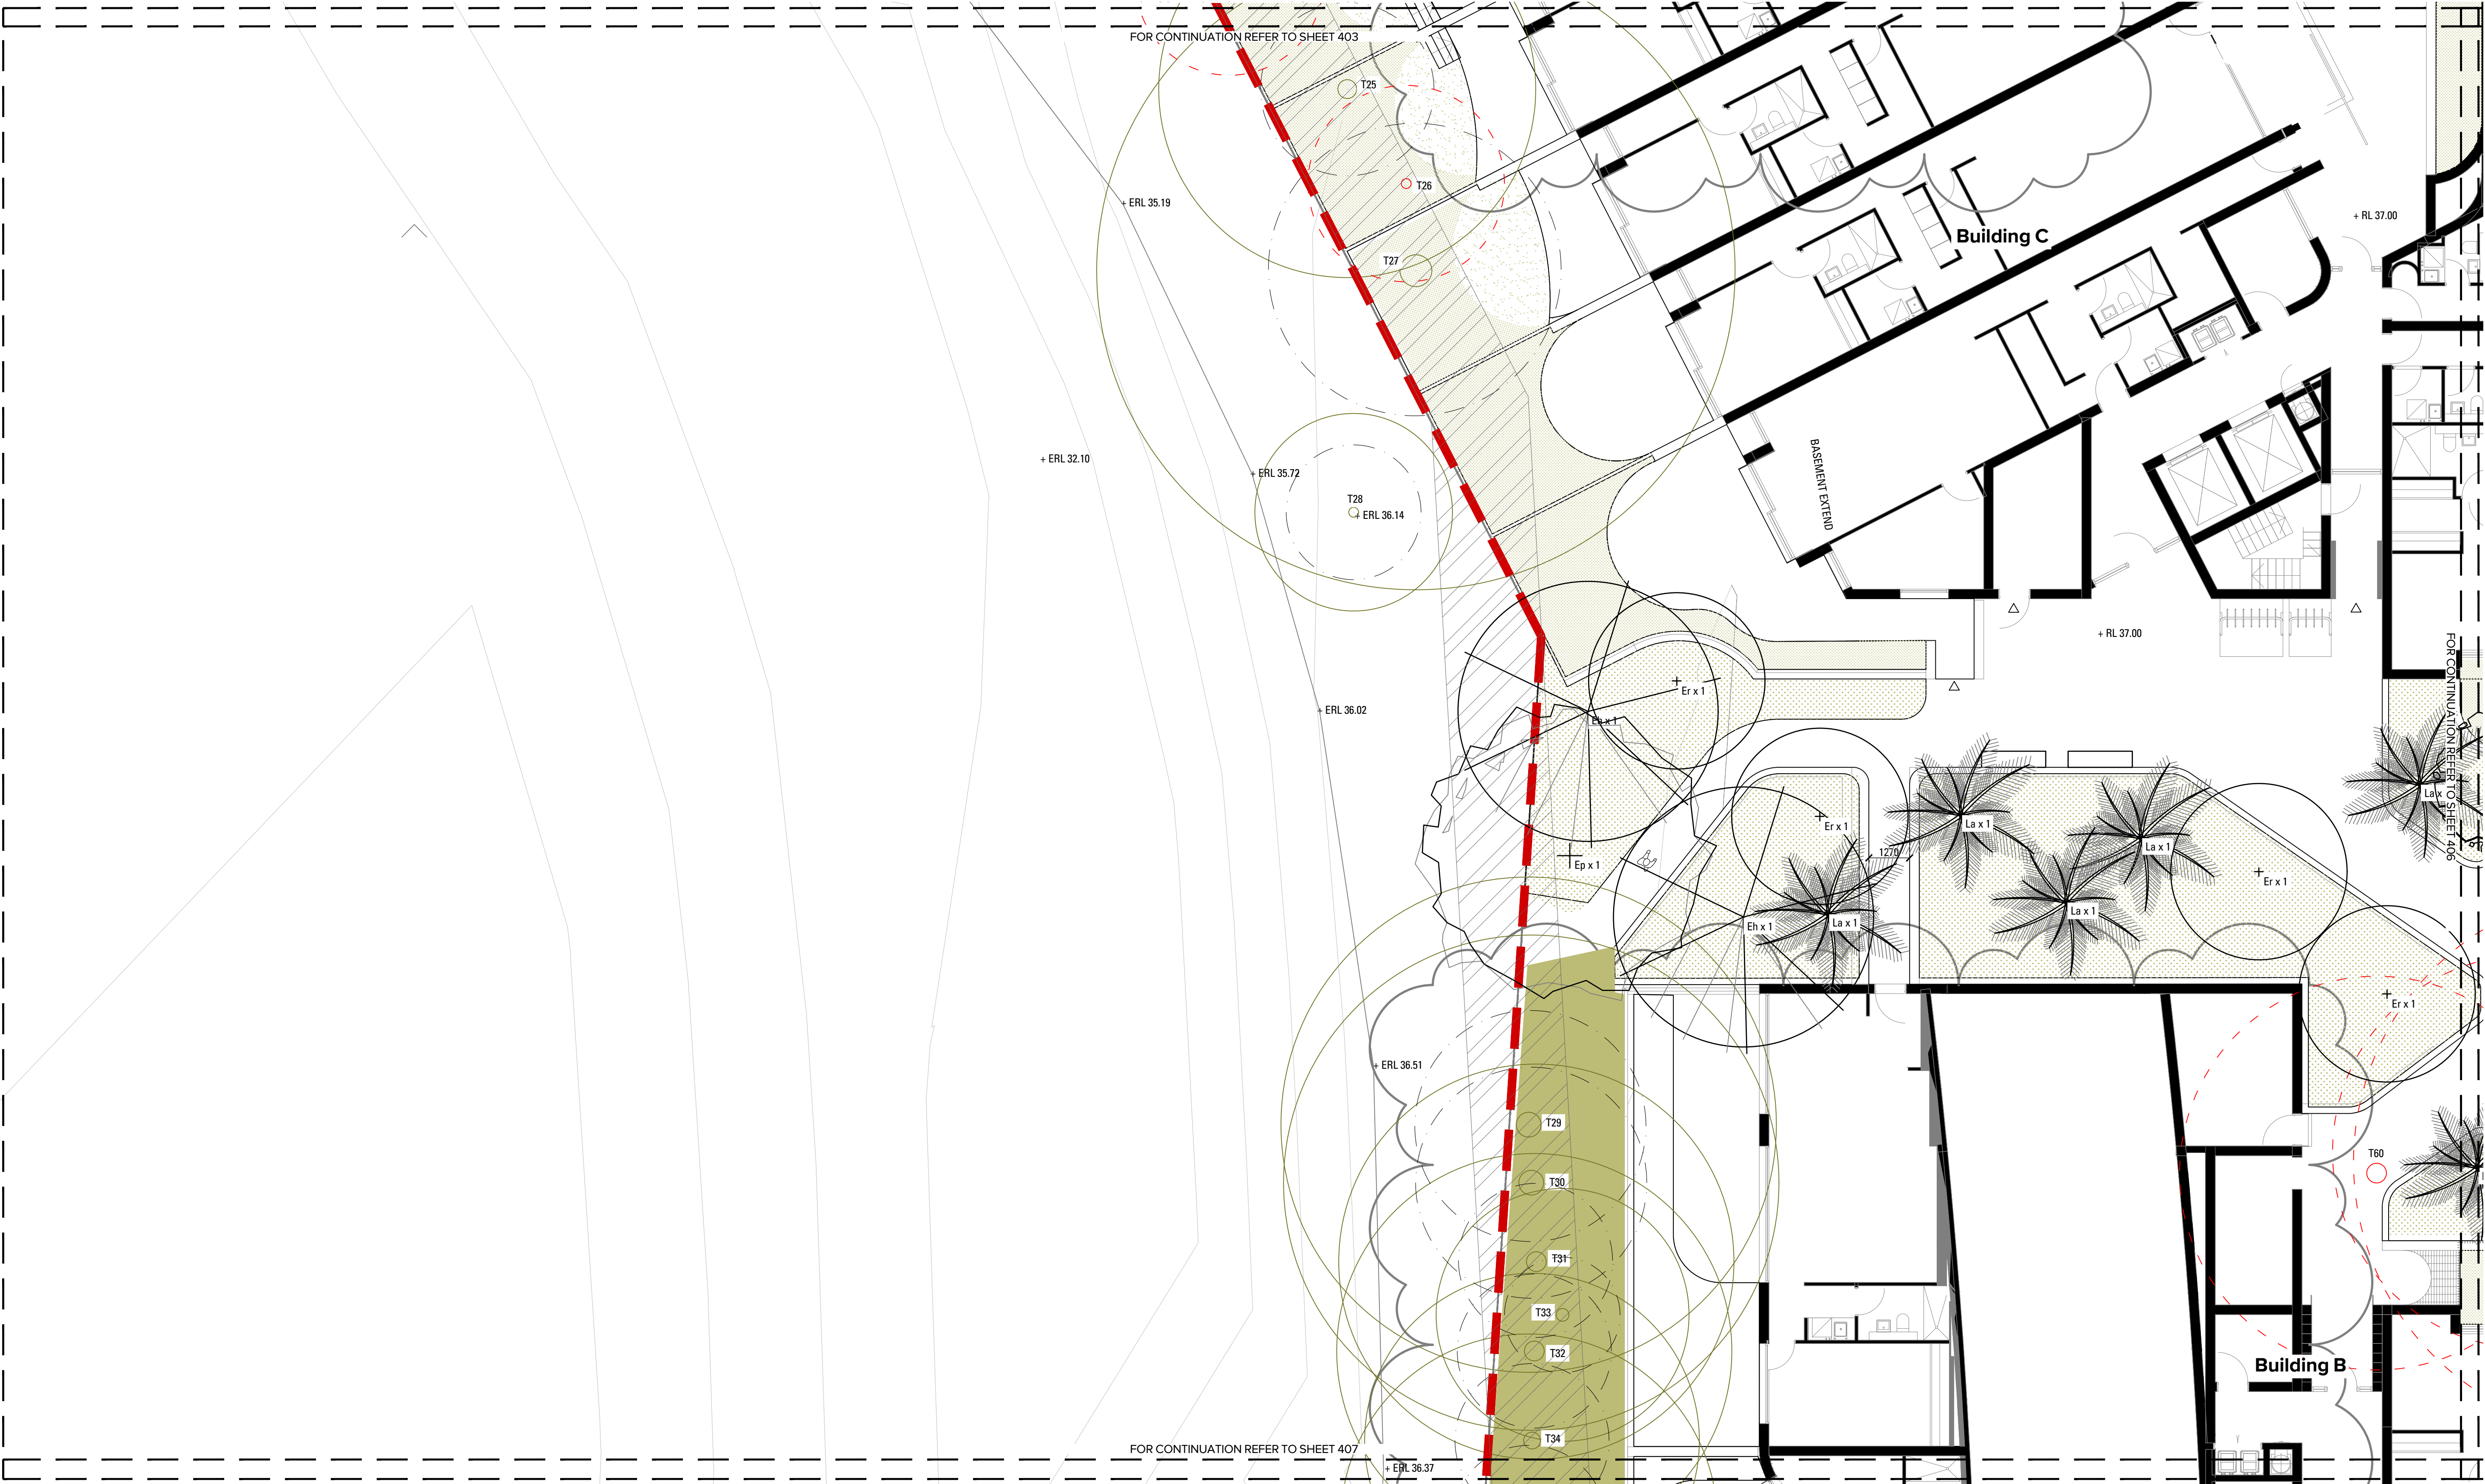 FOR CONTINUATION REFER TO SHEET 403
T25
T26
+ ERL 35.19
+ RL 37.00
Building C
T27
+ ERL 32.10
+ ERL 35.72
BASEMENT EXTEND
T28
+ ERL 36.14
+ RL 37.00
FOR CONTINUATION REFER TO SHEET 406
Er x 1
+ ERL 36.02
Eh x 1
La x
La x 1
Er x 1
La x 1
1270
Ep x 1
Er x 1
La x 1
La x 1
Eh x 1
Er x 1
+ ERL 36.51
T29
T60
T30
T31
T33
T32
Building B
T34
FOR CONTINUATION REFER TO SHEET 407
+ ERL 36.37